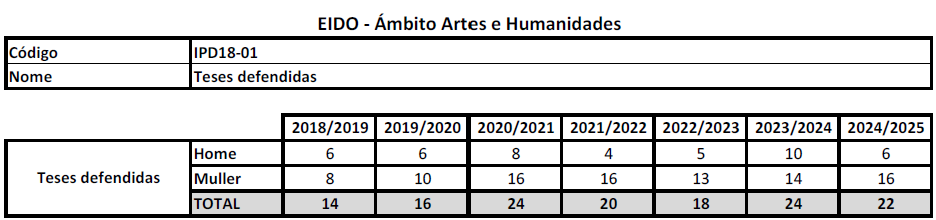 EIDO - Ámbito Artes e Humanidades
Código IPD18-01
Nome Teses defendidas
2018/2019 2019/2020 2020/2021 2021/2022 2022/2023 2023/2024 2024/2025
Home 6 6 8 4 5 10 6
Teses defendidas Muller 8 10 16 16 13 14 16
TOTAL 14 16 24 20 18 24 22